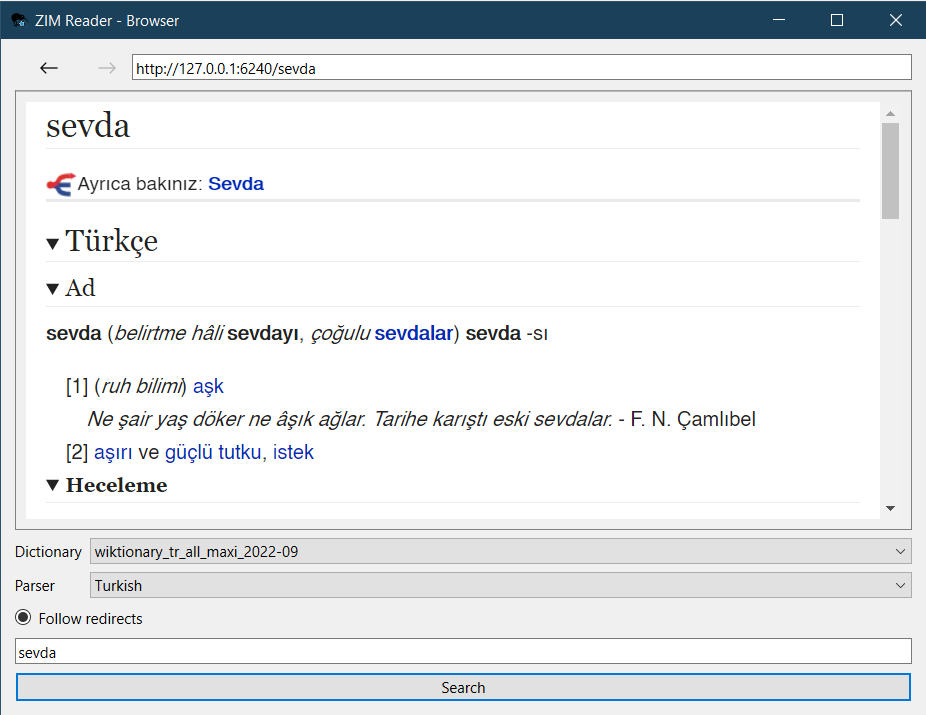 ZIM Reader - Browser
http://127.0.0.1:6240/sevda
sevda
Ayrıca bakınız: Sevda
Türkçe
Ad
sevda (belirtme hâli sevdayı, çoğulu sevdalar) sevda -sı
[1] (ruh bilimi) aşk
Ne şair yaş döker ne âşık ağlar. Tarihe karıştı eski sevdalar. - F. N. Çamlıbel
[2] aşırı ve güçlü tutku, istek
Heceleme
Dictionary wiktionary_tr_all_maxi_2022-09
Parser Turkish
Follow redirects
sevda
Search